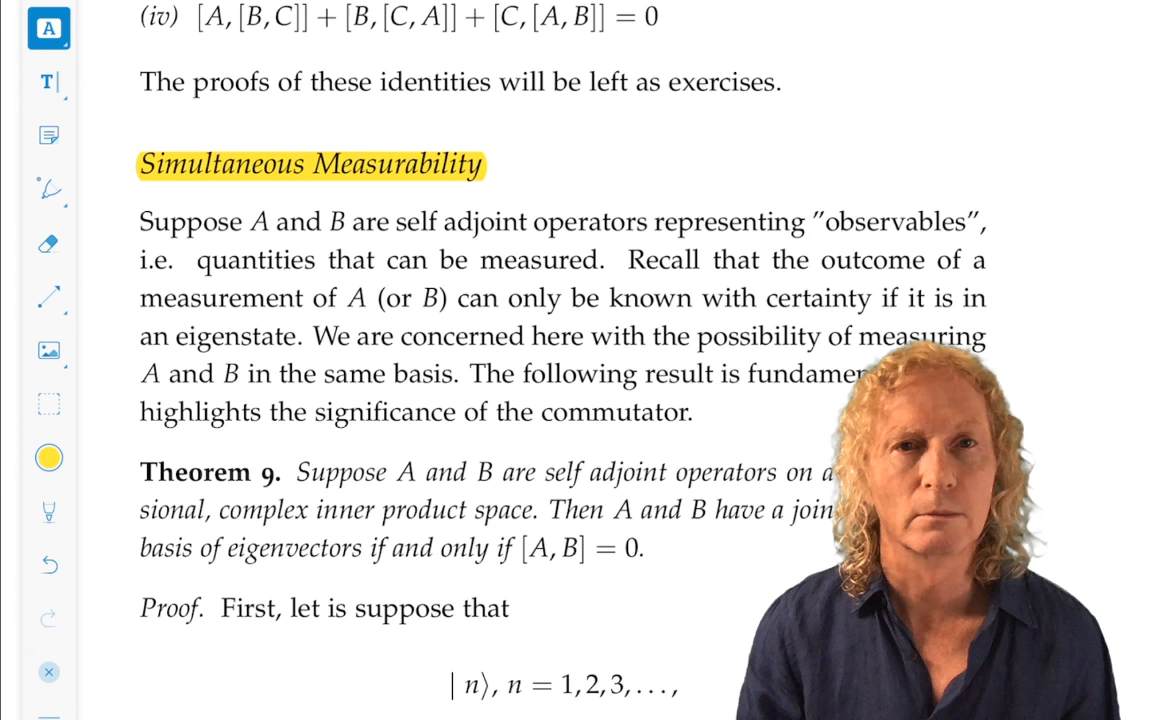 (iv) [A, [B, C]] + [B, [C, A]] + [C, [A, B]] = 0
The proofs of these identities will be left as exercises.
Simultaneous Measurability
Suppose A and B are self adjoint operators representing ”observables”,
i.e. quantities that can be measured. Recall that the outcome of a
measurement of A (or B) can only be known with certainty if it is in
an eigenstate. We are concerned here with the possibility of measuring
A and B in the same basis. The following result is
highlights the significance of the commutator.
Theorem 9. Suppose A and B are self adjoint operators on a
sional, complex inner product space. Then A and B have a
basis of eigenvectors if and only if [A, B] = 0.
Proof. First, let is suppose that
| n⟩, n = 1, 2, 3, . . . ,
A
T